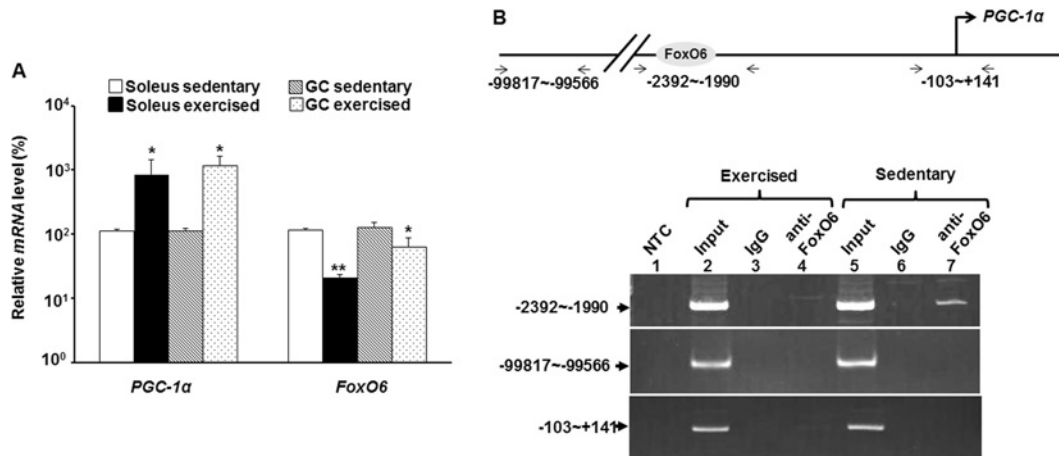 A
Relative mRNA level (%)
10⁴
10³
10²
10¹
10⁰
Soleus sedentary
Soleus exercised
GC sedentary
GC exercised
*
*
**
*
PGC-1α
FoxO6
B
PGC-1α
FoxO6
-99817~-99566
-2392~-1990
-103~+141
Exercised
Sedentary
NTC
Input
IgG
anti-
FoxO6
Input
IgG
anti-
FoxO6
1 2 3 4 5 6 7
-2392~-1990
-99817~-99566
-103~+141